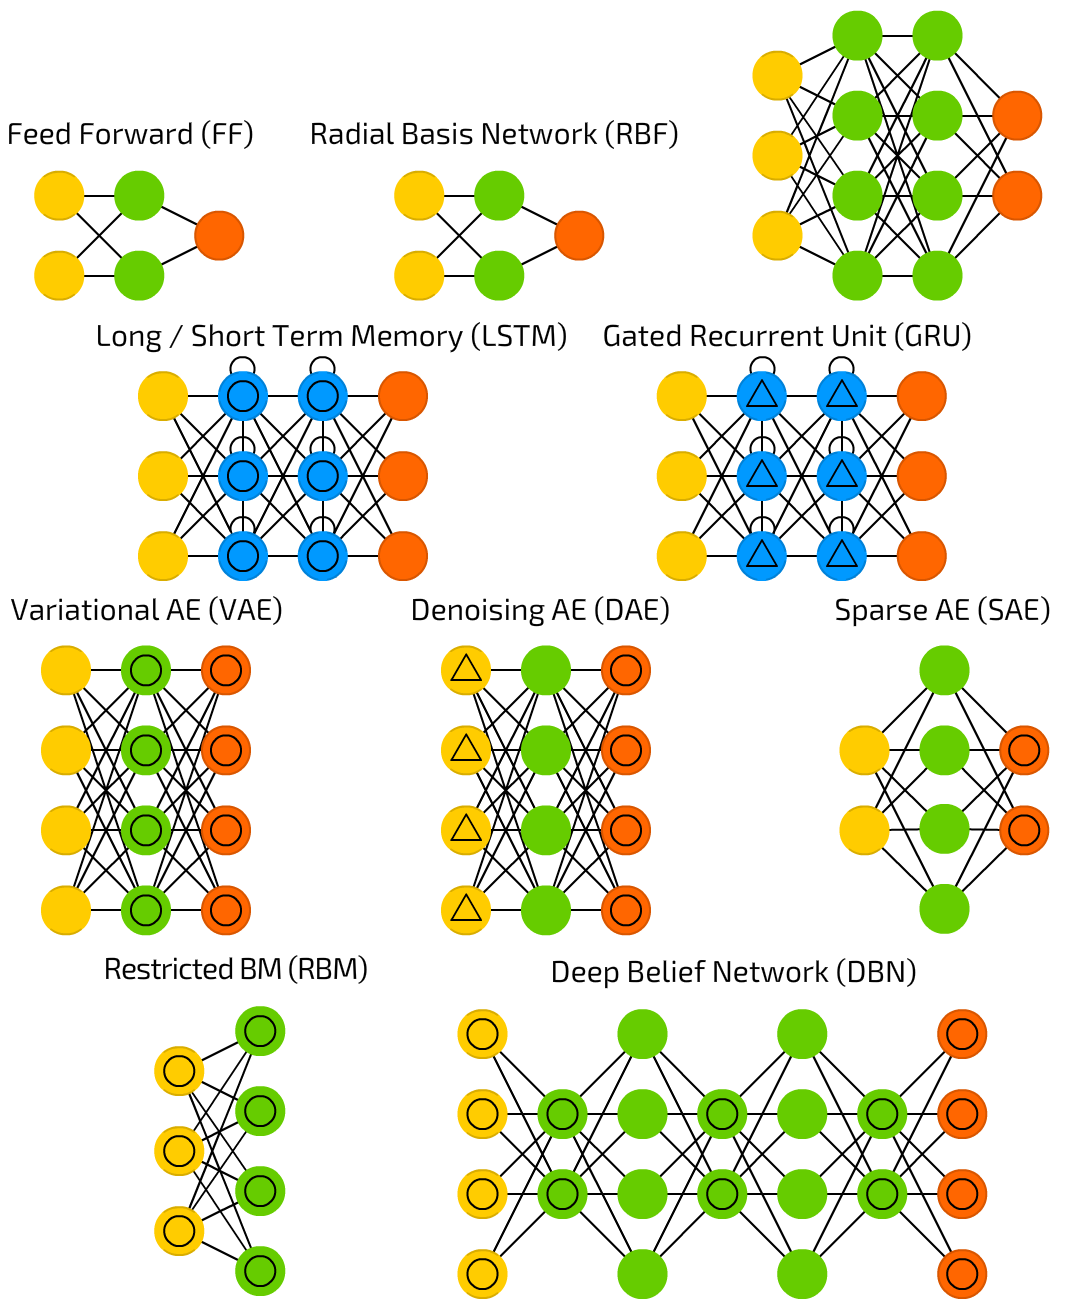 Feed Forward (FF)
Radial Basis Network (RBF)
Long / Short Term Memory (LSTM)
Gated Recurrent Unit (GRU)
Variational AE (VAE)
Denoising AE (DAE)
Sparse AE (SAE)
Restricted BM (RBM)
Deep Belief Network (DBN)